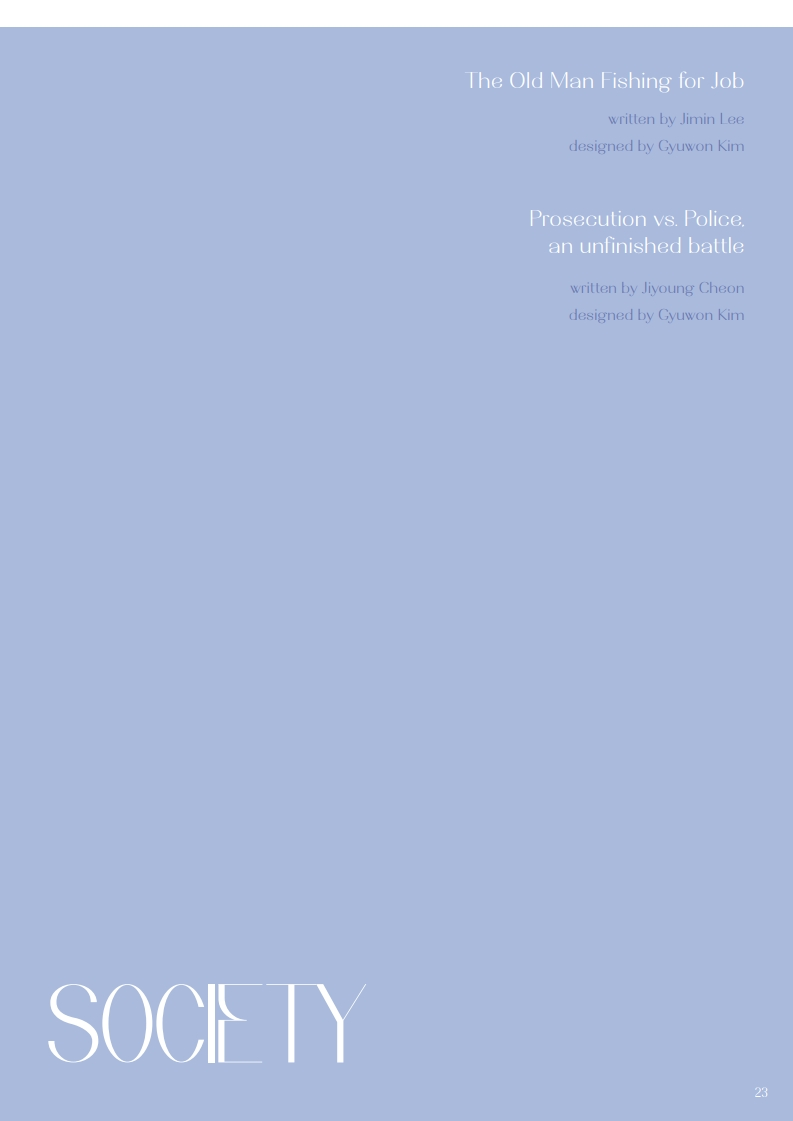 The Old Man Fishing for Job
written by Jimin Lee
designed by Gyuwon Kim
Prosecution vs. Police,
an unfinished battle
written by Jiyoung Cheon
designed by Gyuwon Kim
SOCIETY
23